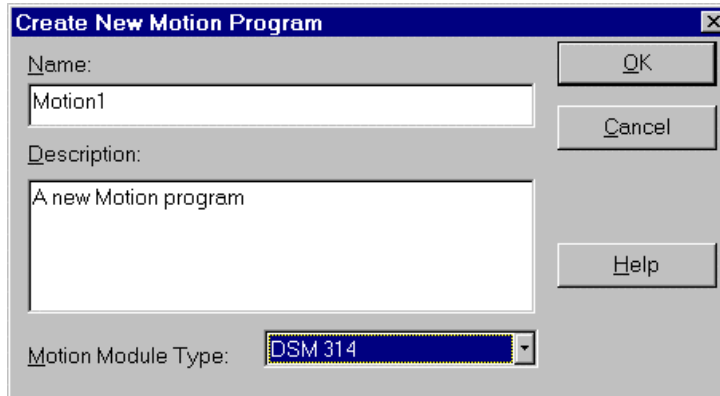 Create New Motion Program
Name:
OK
Motion1
Cancel
Description:
A new Motion program
Help
Motion Module Type:
DSM 314